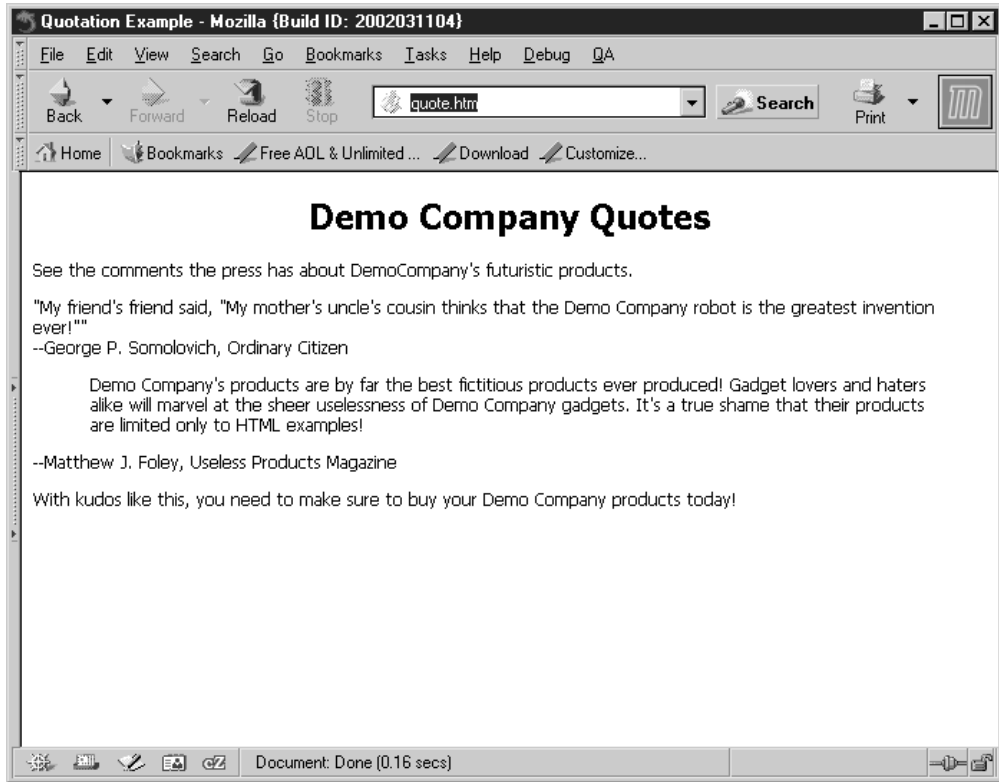 Quotation Example - Mozilla {Build ID: 2002031104}
File Edit View Search Go Bookmarks Tasks Help Debug QA
Back Forward Reload Stop quote.htm Search Print
Home Bookmarks Free AOL & Unlimited ... Download Customize...
Demo Company Quotes
See the comments the press has about DemoCompany's futuristic products.
"My friend's friend said, "My mother's uncle's cousin thinks that the Demo Company robot is the greatest invention
ever!""
--George P. Somolovich, Ordinary Citizen
Demo Company's products are by far the best fictitious products ever produced! Gadget lovers and haters
alike will marvel at the sheer uselessness of Demo Company gadgets. It's a true shame that their products
are limited only to HTML examples!
--Matthew J. Foley, Useless Products Magazine
With kudos like this, you need to make sure to buy your Demo Company products today!
Document: Done (0.16 secs)